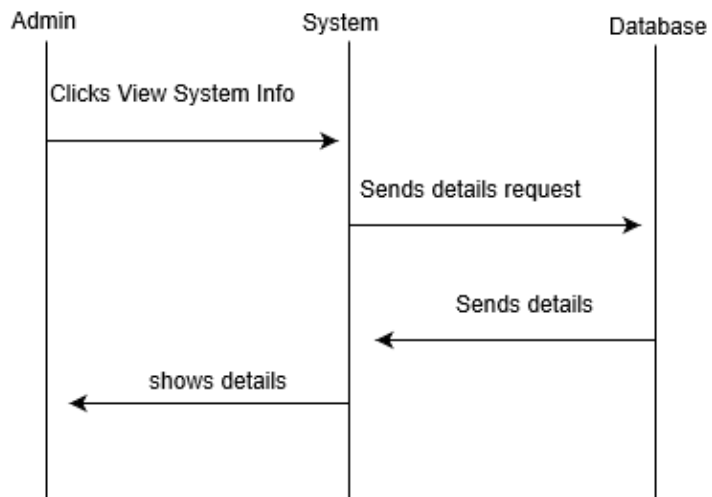 Admin
System
Database
Clicks View System Info
Sends details request
Sends details
shows details